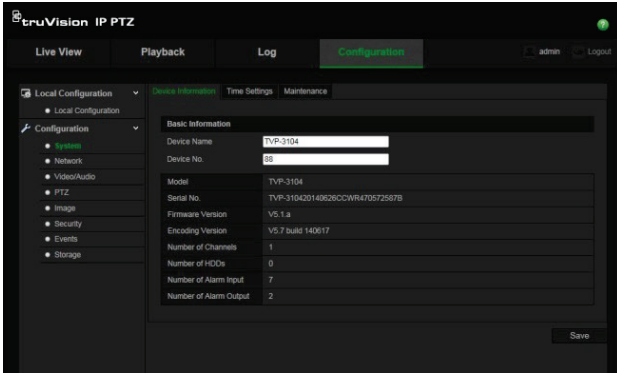 truVision IP PTZ
?
Live View Playback Log Configuration admin Logout
Local Configuration
Local Configuration
Configuration
System
Network
Video/Audio
PTZ
Image
Security
Events
Storage
Device Information Time Settings Maintenance
Basic Information
Device Name TVP-3104
Device No. 88
Model TVP-3104
Serial No. TVP-310420140626CCWR470572587B
Firmware Version V5.1.a
Encoding Version V5.7 build 140617
Number of Channels 1
Number of HDDs 0
Number of Alarm Input 7
Number of Alarm Output 2
Save